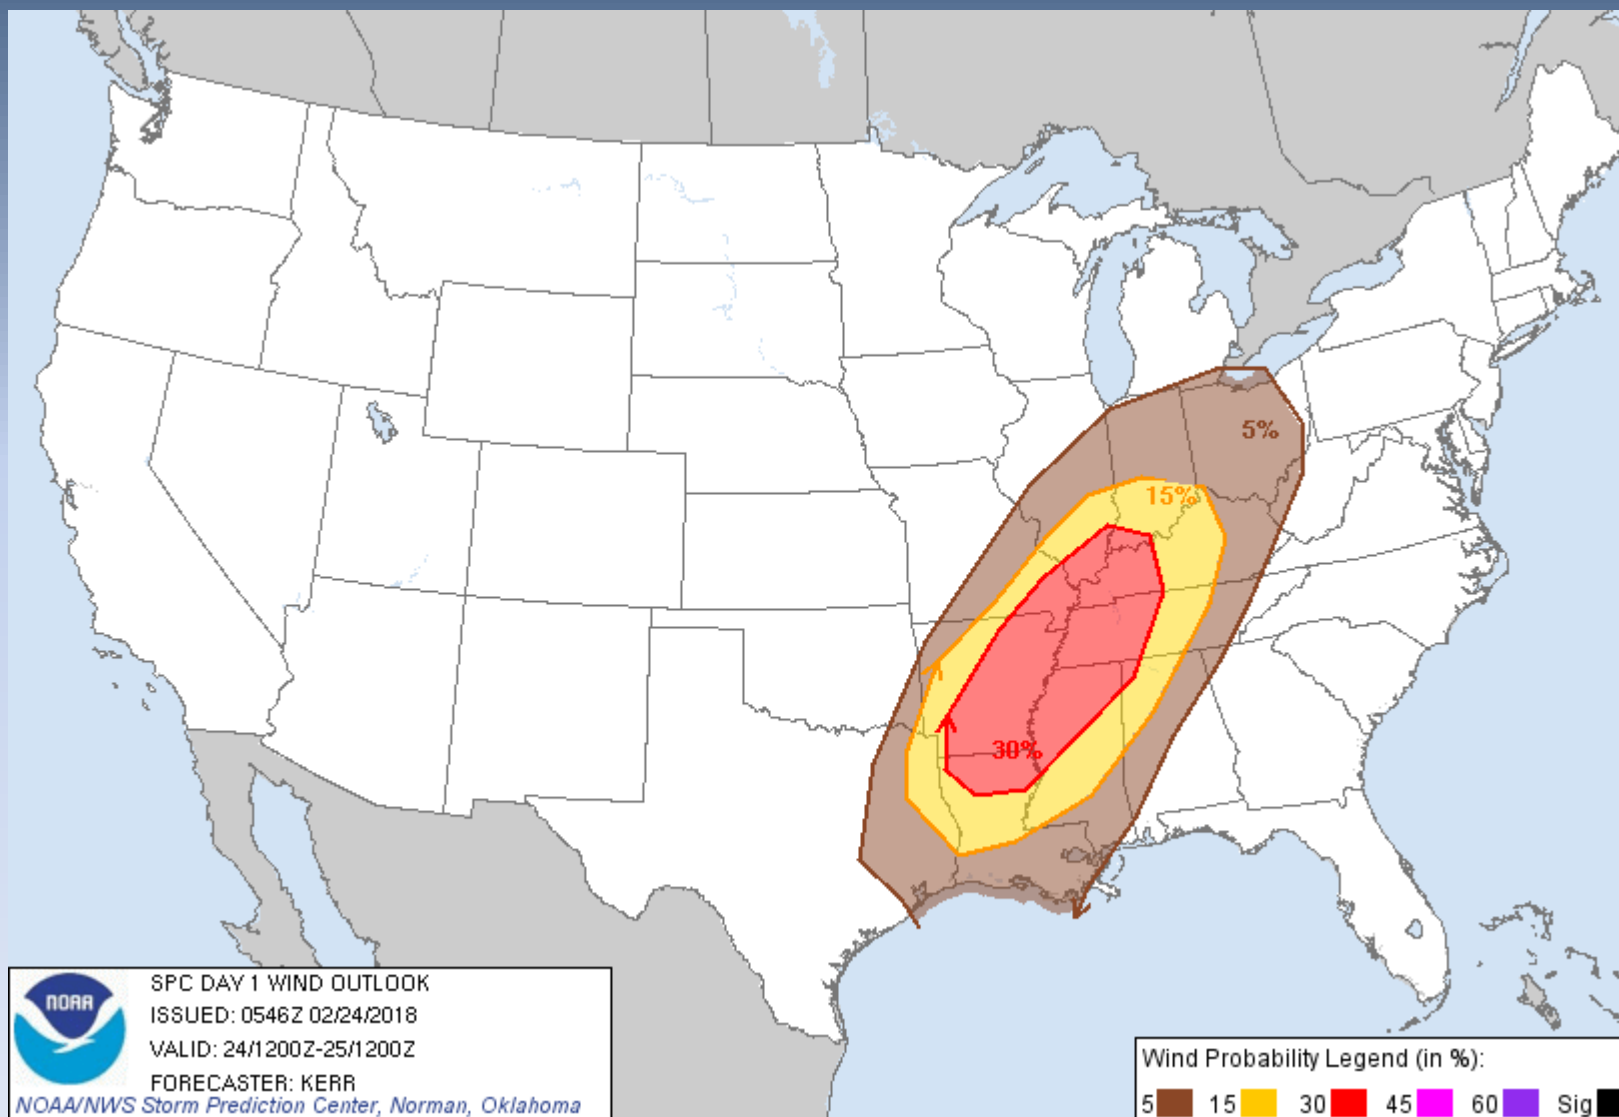 5%
15%
30%
NOAA
SPC DAY 1 WIND OUTLOOK
ISSUED: 0546Z 02/24/2018
VALID: 24/1200Z-25/1200Z
FORECASTER: KERR
NOAA/NWS Storm Prediction Center, Norman, Oklahoma
Wind Probability Legend (in %):
5 15 30 45 60 Sig